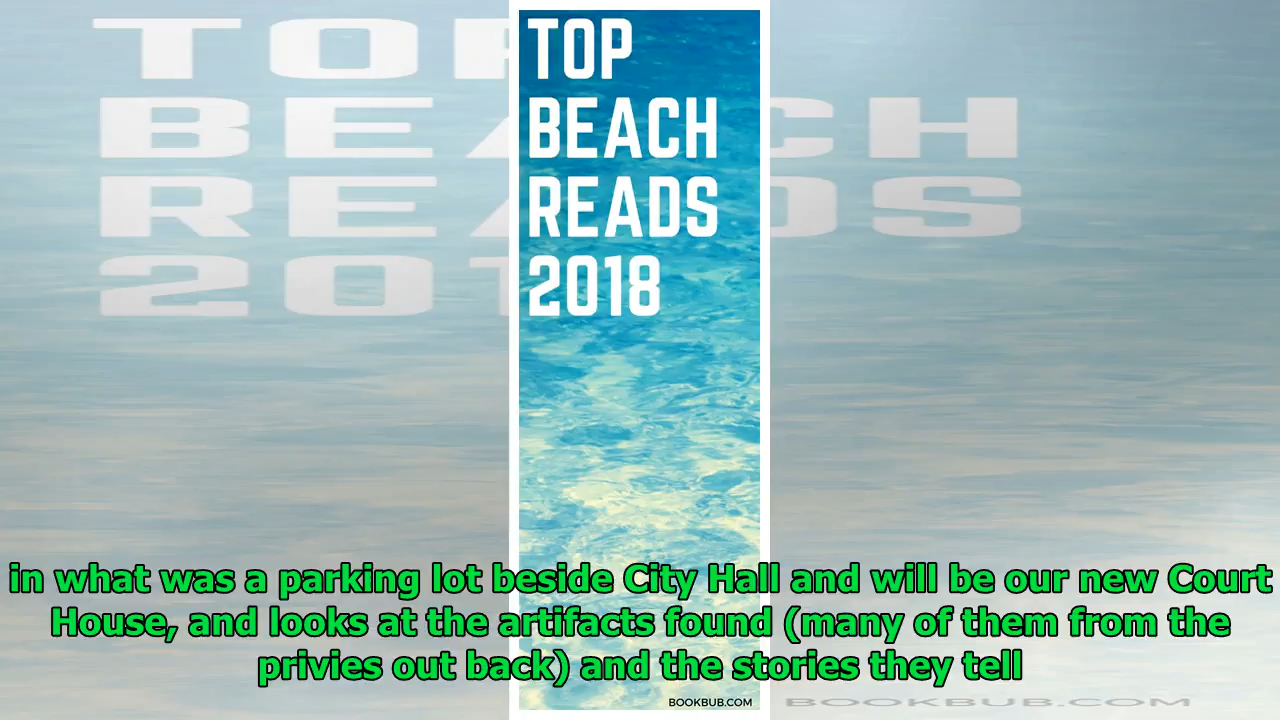 TOP
BEACH
READS
2018
in what was a parking lot beside City Hall and will be our new Court
House, and looks at the artifacts found (many of them from the
privies out back) and the stories they tell
BOOKBUB.COM
BOOKBUB.COM